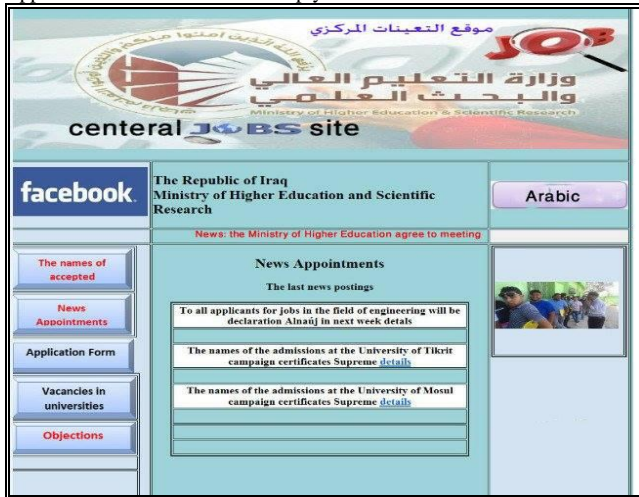 موقع التعينات المركزي
JOB
وزارة التعليم العالي
والبحث العلمي
Ministry of Higher Education & Scientific Research
centeral JOBS site
facebook.
The Republic of Iraq
Ministry of Higher Education and Scientific
Research
Arabic
News: the Ministry of Higher Education agree to meeting
The names of
accepted
News
Appointments
Application Form
Vacancies in
universities
Objections
News Appointments
The last news postings
To all applicants for jobs in the field of engineering will be
declaration Alnaúj in next week detals
The names of the admissions at the University of Tikrit
campaign certificates Supreme details
The names of the admissions at the University of Mosul
campaign certificates Supreme details